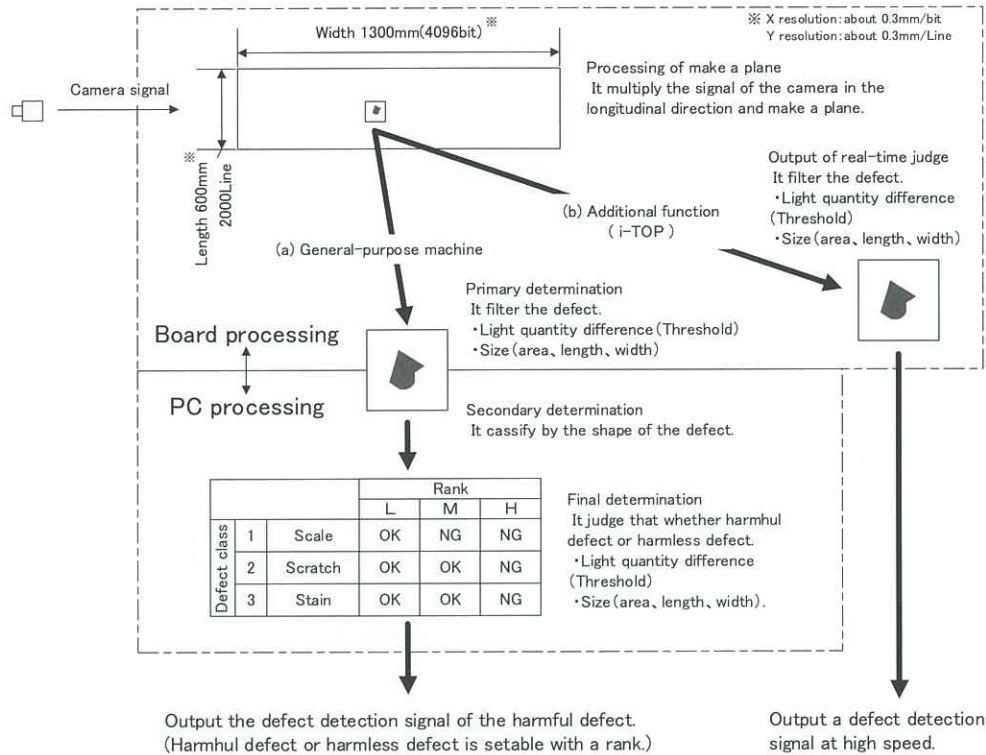 Width 1300mm(4096bit)※
※ X resolution:about 0.3mm/bit
Y resolution:about 0.3mm/Line
Camera signal
Processing of make a plane
It multiply the signal of the camera in the
longitudinal direction and make a plane.
※
Length 600mm
2000Line
Output of real-time judge
It filter the defect.
・Light quantity difference
(Threshold)
・Size(area、length、width)
(b) Additional function
( i-TOP )
(a) General-purpose machine
Primary determination
It filter the defect.
・Light quantity difference(Threshold)
・Size(area、length、width)
Board processing
PC processing
Secondary determination
It cassify by the shape of the defect.
Rank
L M H
Defect class
1 Scale OK NG NG
2 Scratch OK OK NG
3 Stain OK OK NG
Final determination
It judge that whether harmhul
defect or harmless defect.
・Light quantity difference
(Threshold)
・Size(area、length、width).
Output the defect detection signal of the harmful defect.
(Harmhul defect or harmless defect is setable with a rank.)
Output a defect detection
signal at high speed.